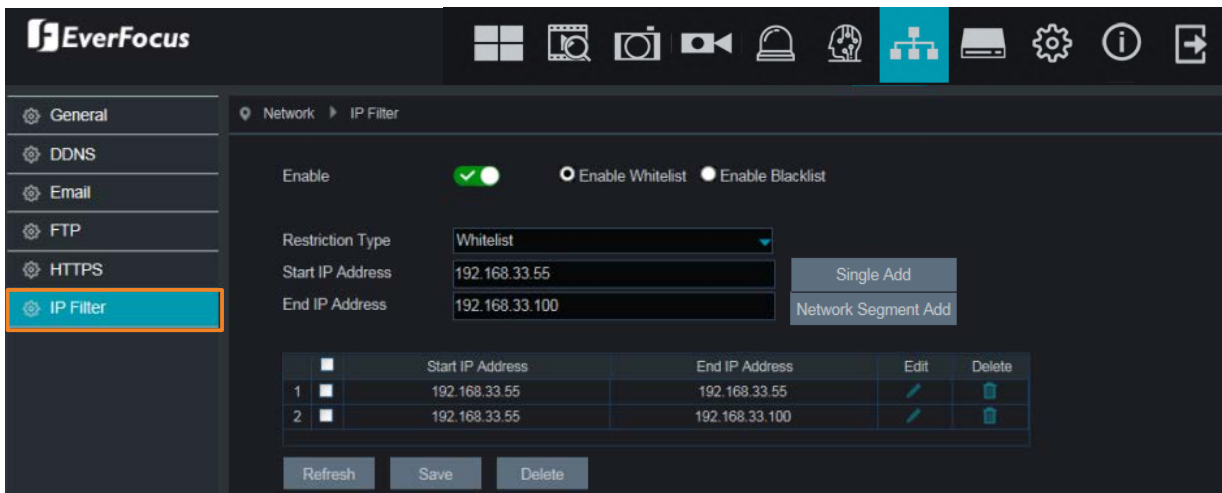 EverFocus
General
DDNS
Email
FTP
HTTPS
IP Filter
Network IP Filter
Enable Enable Whitelist Enable Blacklist
Restriction Type Whitelist
Start IP Address 192.168.33.55 Single Add
End IP Address 192.168.33.100 Network Segment Add
Start IP Address End IP Address Edit Delete
1 192.168.33.55 192.168.33.55
2 192.168.33.55 192.168.33.100
Refresh Save Delete